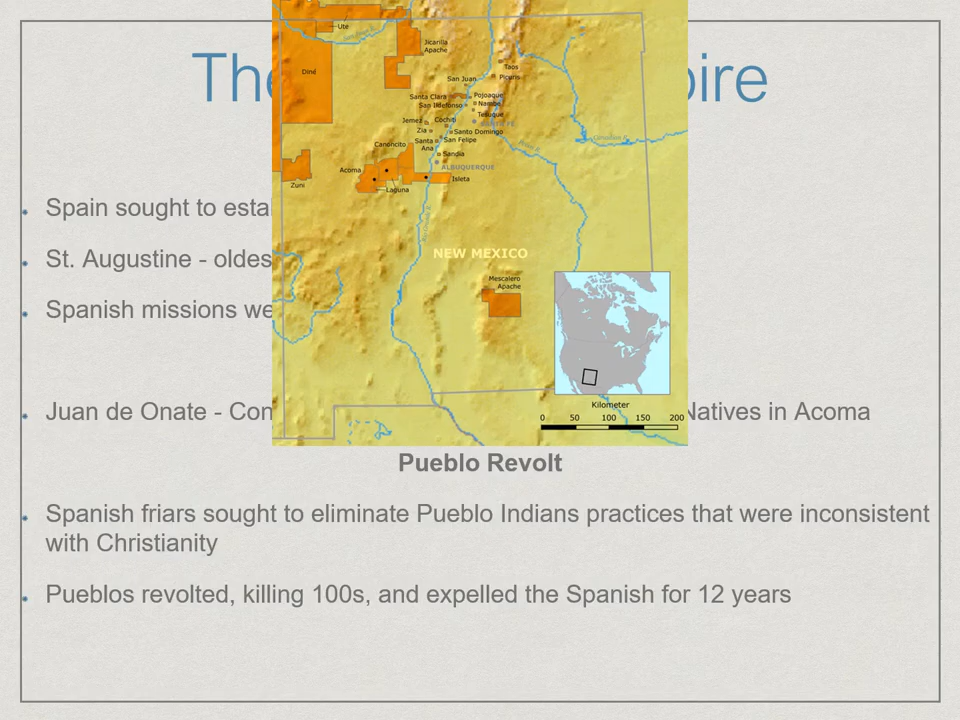 The
pire
Spain sought to esta
St. Augustine - oldes
Spanish missions we
Juan de Onate - Con
Natives in Acoma
Pueblo Revolt
Spanish friars sought to eliminate Pueblo Indians practices that were inconsistent
with Christianity
Pueblos revolted, killing 100s, and expelled the Spanish for 12 years
Ute
Jicarilla
Apache
Diné
Taos
Picuris
San Juan
Santa Clara
Pojoaque
San Ildefonso
Nambe
Tesuque
Jemez
Cochiti
Zia
Santo Domingo
Santa
Ana
San Felipe
Canoncito
Sandia
ALBUQUERQUE
Acoma
Isleta
Zuni
Laguna
Canadian R.
NEW MEXICO
Mescalero
Apache
Kilometer
0 50 100 150 200